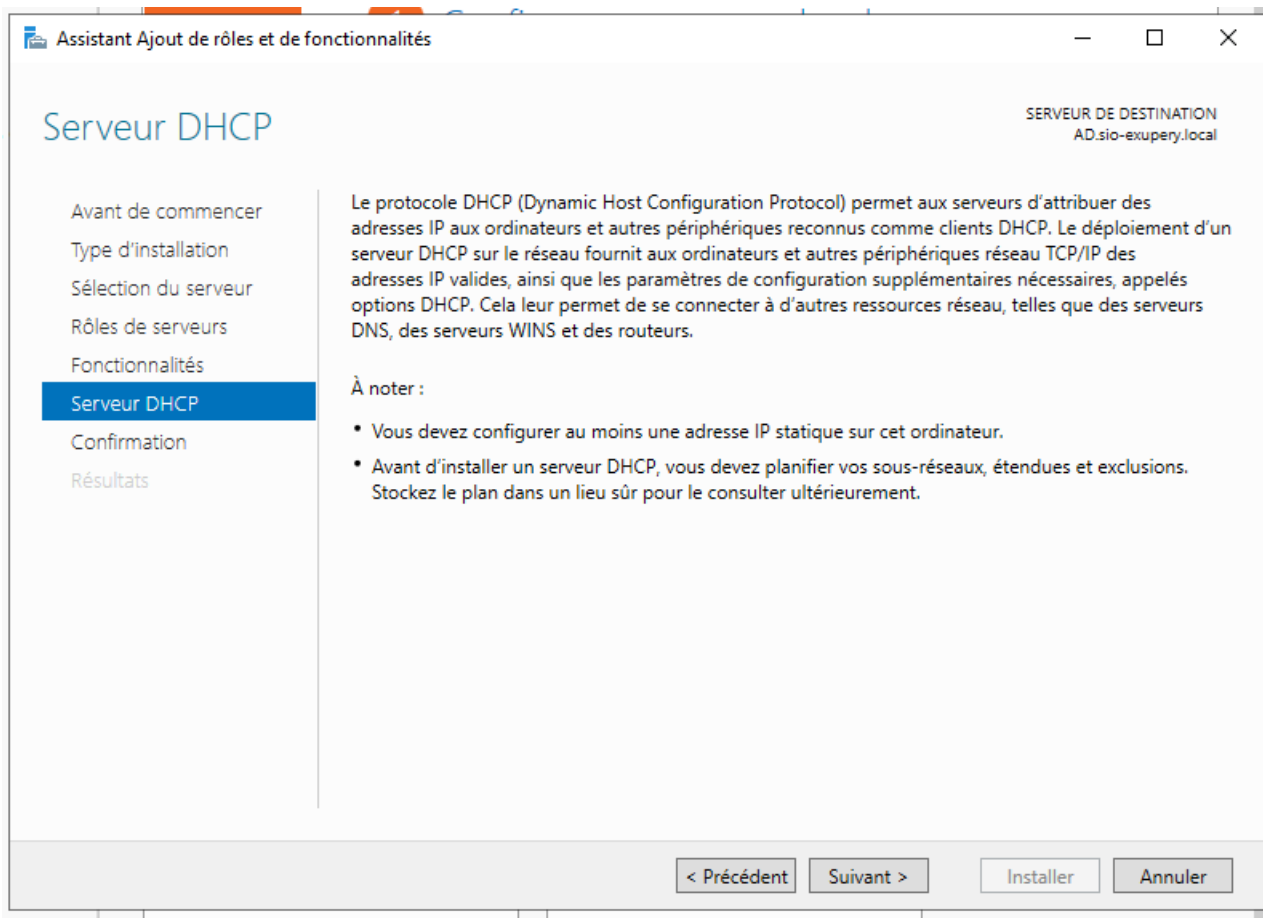 Assistant Ajout de rôles et de fonctionnalités
Serveur DHCP
SERVEUR DE DESTINATION
AD.sio-exupery.local
Avant de commencer
Type d'installation
Sélection du serveur
Rôles de serveurs
Fonctionnalités
Serveur DHCP
Confirmation
Résultats
Le protocole DHCP (Dynamic Host Configuration Protocol) permet aux serveurs d'attribuer des
adresses IP aux ordinateurs et autres périphériques reconnus comme clients DHCP. Le déploiement d'un
serveur DHCP sur le réseau fournit aux ordinateurs et autres périphériques réseau TCP/IP des
adresses IP valides, ainsi que les paramètres de configuration supplémentaires nécessaires, appelés
options DHCP. Cela leur permet de se connecter à d'autres ressources réseau, telles que des serveurs
DNS, des serveurs WINS et des routeurs.
À noter :
• Vous devez configurer au moins une adresse IP statique sur cet ordinateur.
• Avant d'installer un serveur DHCP, vous devez planifier vos sous-réseaux, étendues et exclusions.
Stockez le plan dans un lieu sûr pour le consulter ultérieurement.
< Précédent
Suivant >
Installer
Annuler